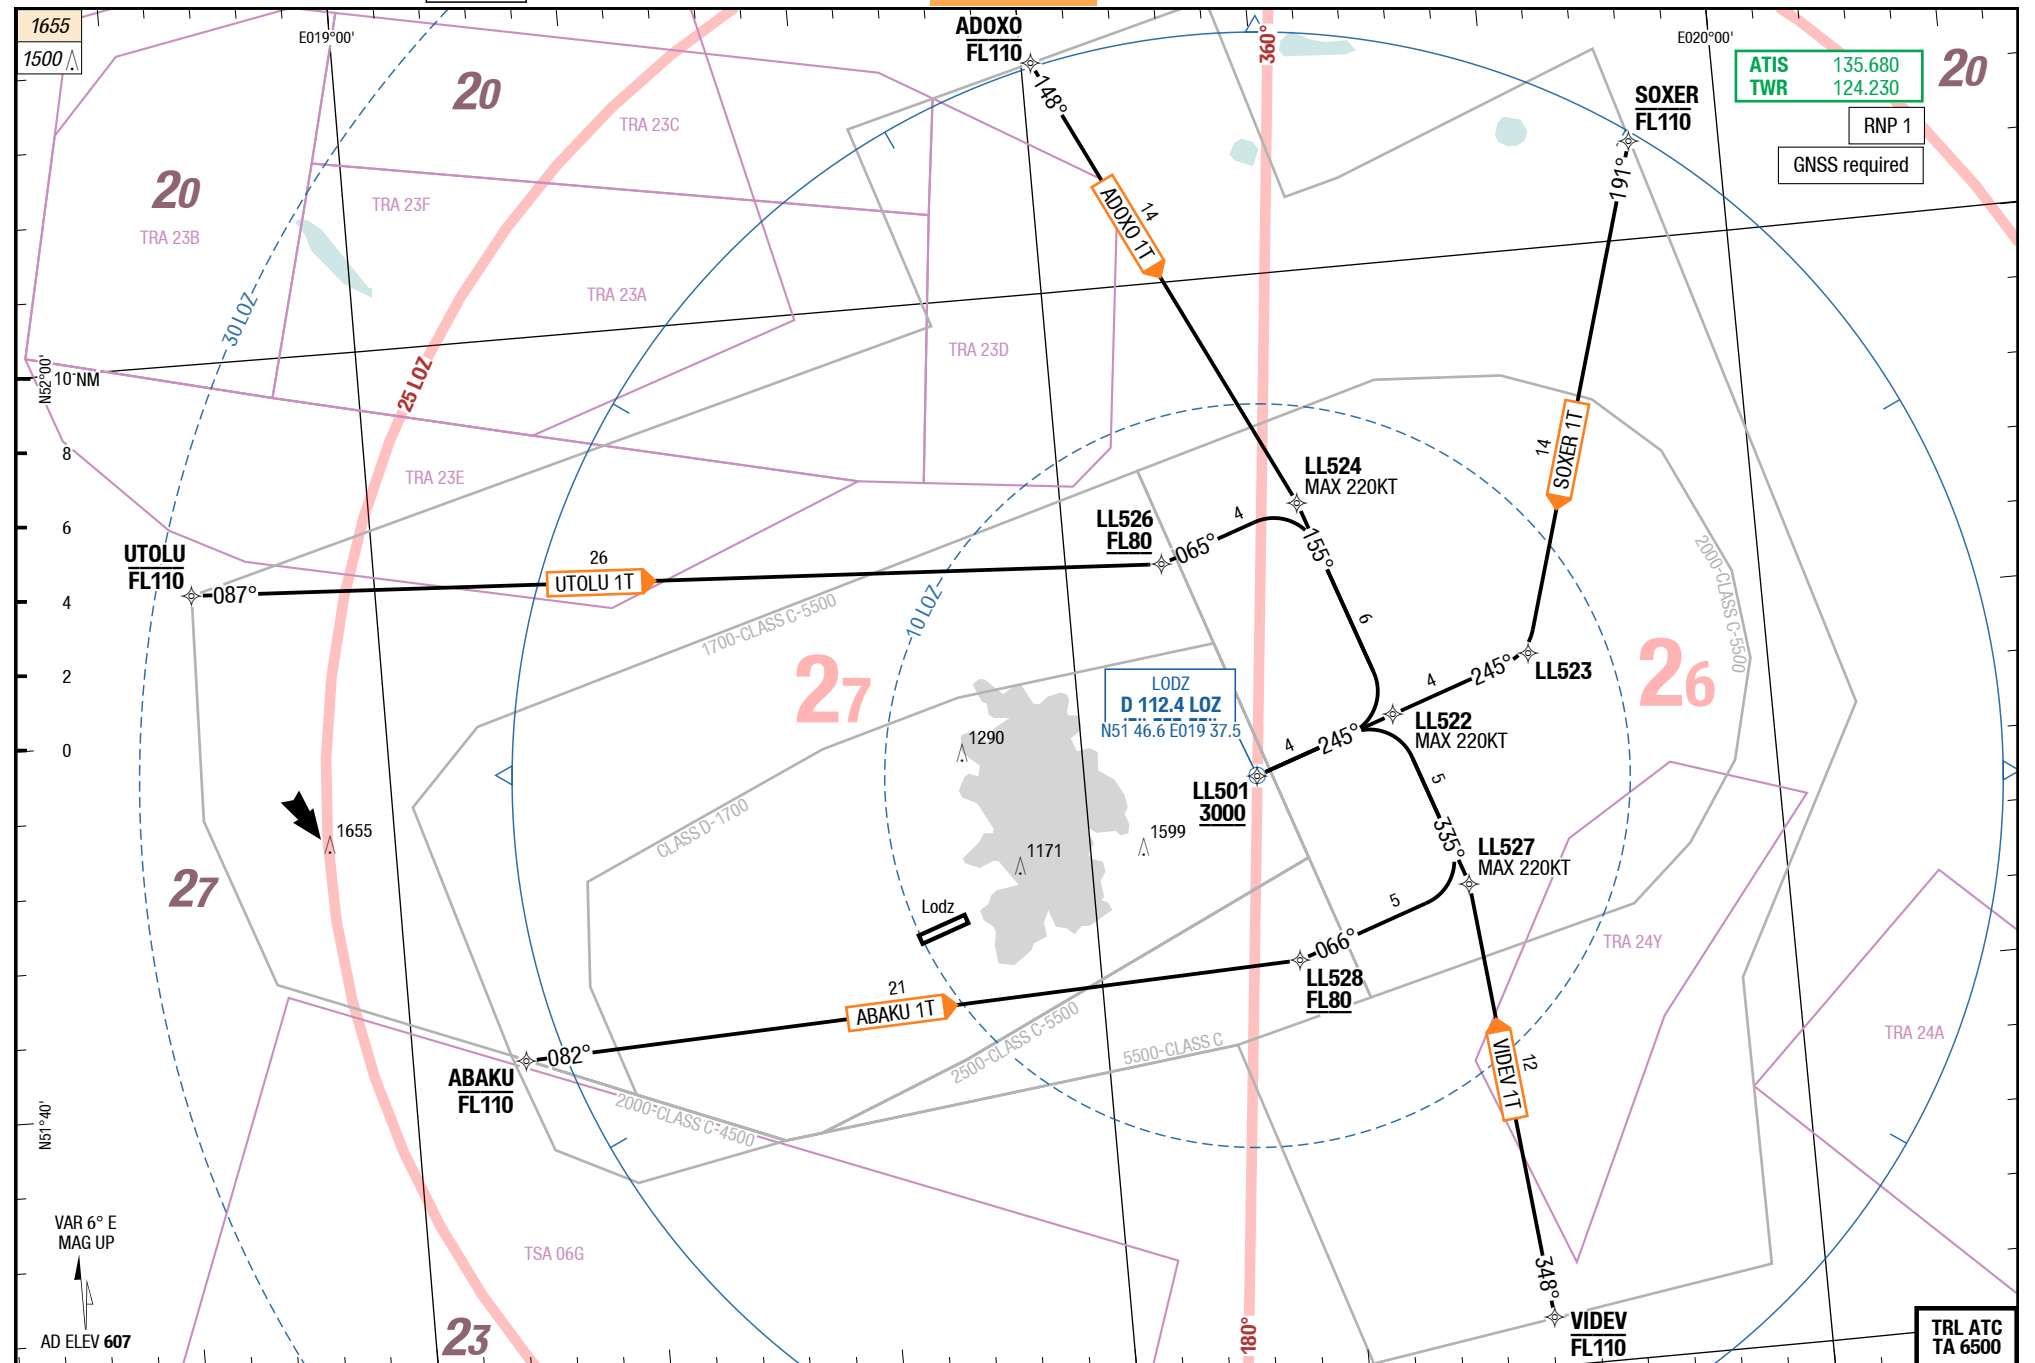 1655
1500
E019°00'
ADOXO
FL110
360°
E020°00'
ATIS 135.680
TWR 124.230
RNP 1
GNSS required
20
20
20
SOXER
FL110
148°
191°
TRA 23C
TRA 23F
TRA 23B
TRA 23A
TRA 23D
TRA 23E
30 LOZ
25 LOZ
10 LOZ
ADOXO 1T
14
N52°00'
10 NM
8
6
4
2
0
SOXER 1T
14
LL524
MAX 220KT
LL526
FL80
065°
4
155°
6
UTOLU
FL110
087°
26
UTOLU 1T
1700-CLASS C-5500
2000-CLASS C-5500
27
26
LODZ
D 112.4 LOZ
N51 46.6 E019 37.5
LL523
245°
4
LL522
MAX 220KT
245°
4
LL501
3000
5
335°
LL527
MAX 220KT
1290
1599
1171
1655
CLASS D-1700
27
Lodz
5
066°
LL528
FL80
21
ABAKU 1T
082°
ABAKU
FL110
2500-CLASS C-5500
5500-CLASS C
2000-CLASS C-4500
TRA 24Y
TRA 24A
VIDEV 1T
12
348°
VIDEV
FL110
N51°40'
VAR 6° E
MAG UP
AD ELEV 607
TSA 06G
23
180°
TRL ATC
TA 6500